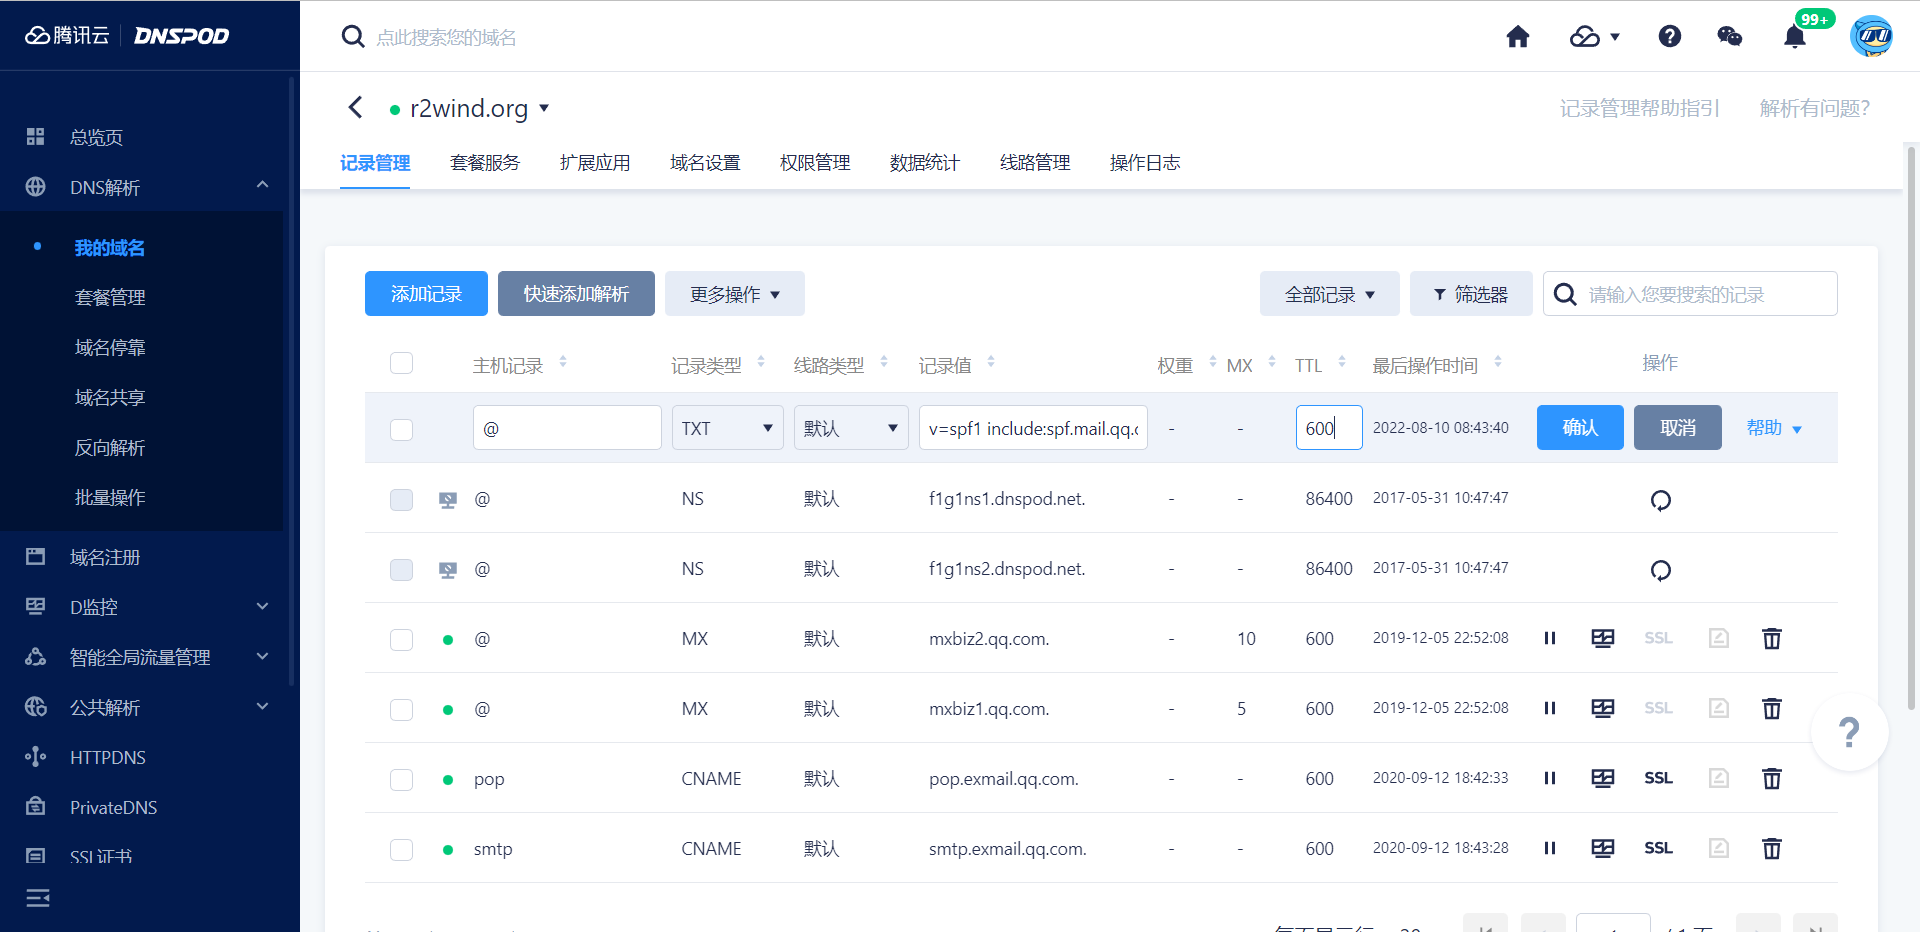 腾讯云 DNSPOD
点此搜索您的域名
99+
r2wind.org
记录管理帮助指引 解析有问题?
记录管理 套餐服务 扩展应用 域名设置 权限管理 数据统计 线路管理 操作日志
总览页
DNS解析
我的域名
套餐管理
域名停靠
域名共享
反向解析
批量操作
域名注册
D监控
智能全局流量管理
公共解析
HTTPDNS
PrivateDNS
SSL证书
添加记录 快速添加解析 更多操作 全部记录 筛选器 请输入您要搜索的记录
主机记录 记录类型 线路类型 记录值 权重 MX TTL 最后操作时间 操作
@ TXT 默认 v=spf1 include:spf.mail.qq.c - - 600 2022-08-10 08:43:40 确认 取消 帮助
@ NS 默认 f1g1ns1.dnspod.net. - - 86400 2017-05-31 10:47:47
@ NS 默认 f1g1ns2.dnspod.net. - - 86400 2017-05-31 10:47:47
@ MX 默认 mxbiz2.qq.com. - 10 600 2019-12-05 22:52:08 SSL
@ MX 默认 mxbiz1.qq.com. - 5 600 2019-12-05 22:52:08 SSL
pop CNAME 默认 pop.exmail.qq.com. - - 600 2020-09-12 18:42:33 SSL
smtp CNAME 默认 smtp.exmail.qq.com. - - 600 2020-09-12 18:43:28 SSL
?